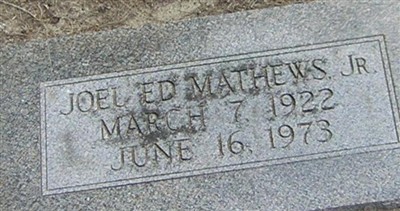 JOEL ED MATHEWS, JR.
MARCH 7, 1922
JUNE 16, 1973